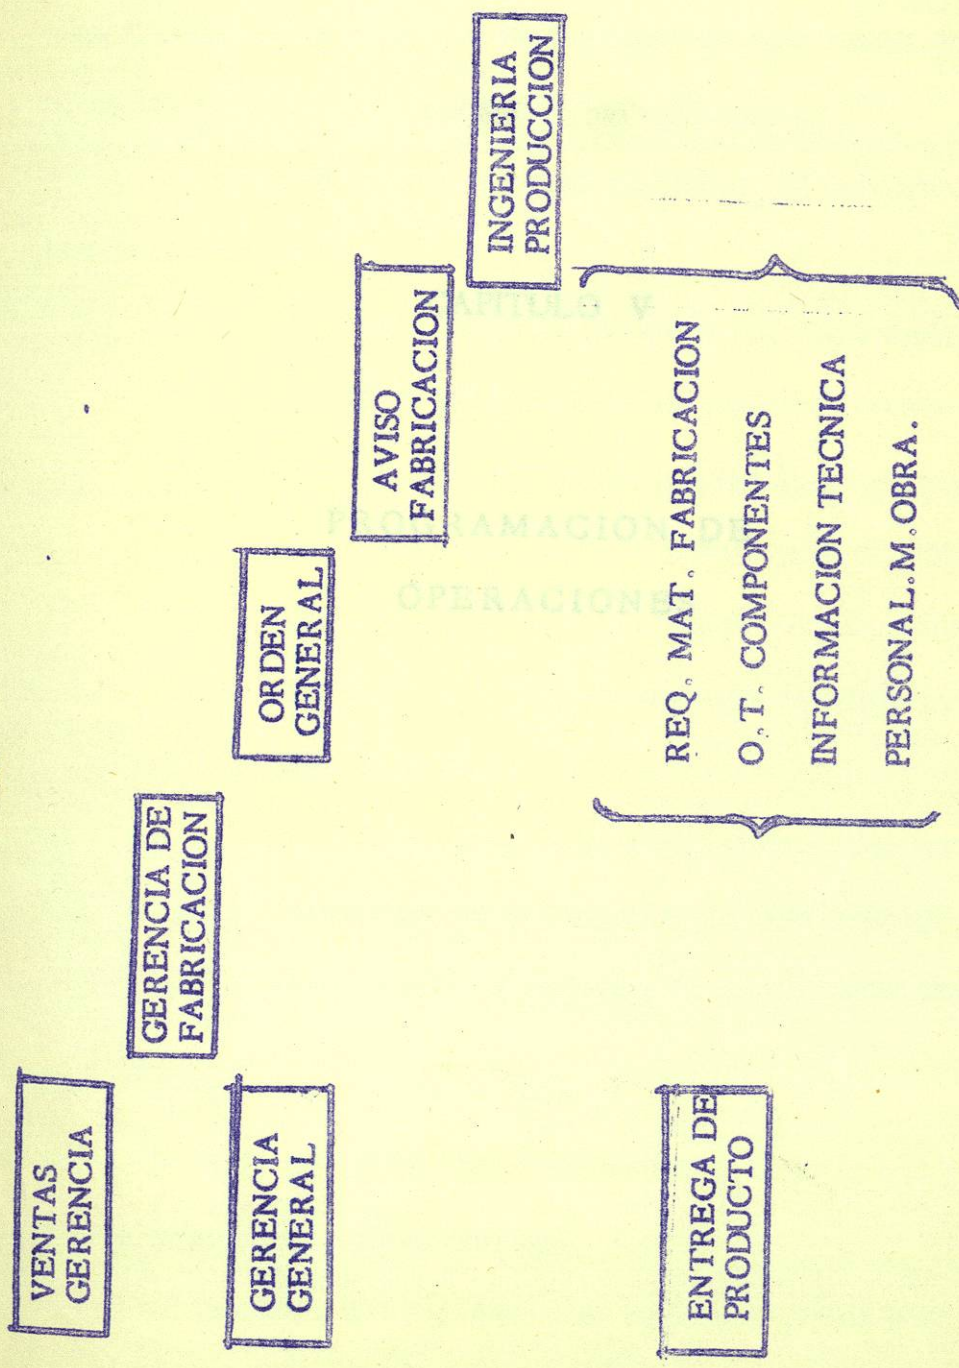 VENTAS
GERENCIA
GERENCIA DE
FABRICACION
GERENCIA
GENERAL
ORDEN
GENERAL
AVISO
FABRICACION
INGENIERIA
PRODUCCION
REQ. MAT. FABRICACION
O.T. COMPONENTES
INFORMACION TECNICA
PERSONAL.M.OBRA.
ENTREGA DE
PRODUCTO
CAPITULO V
PROGRAMACION DE
OPERACIONES